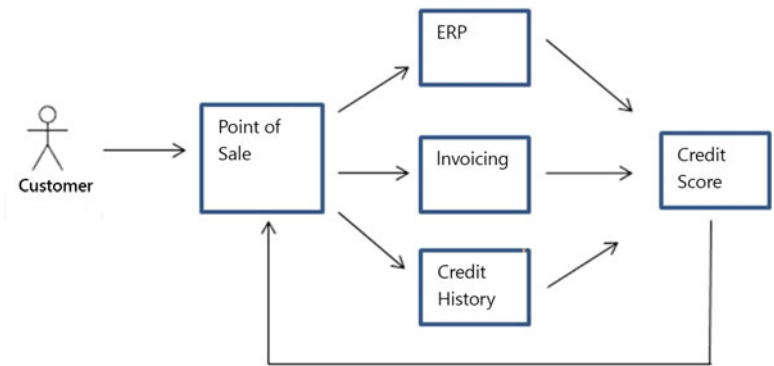 Customer
Point of
Sale
ERP
Invoicing
Credit
History
Credit
Score